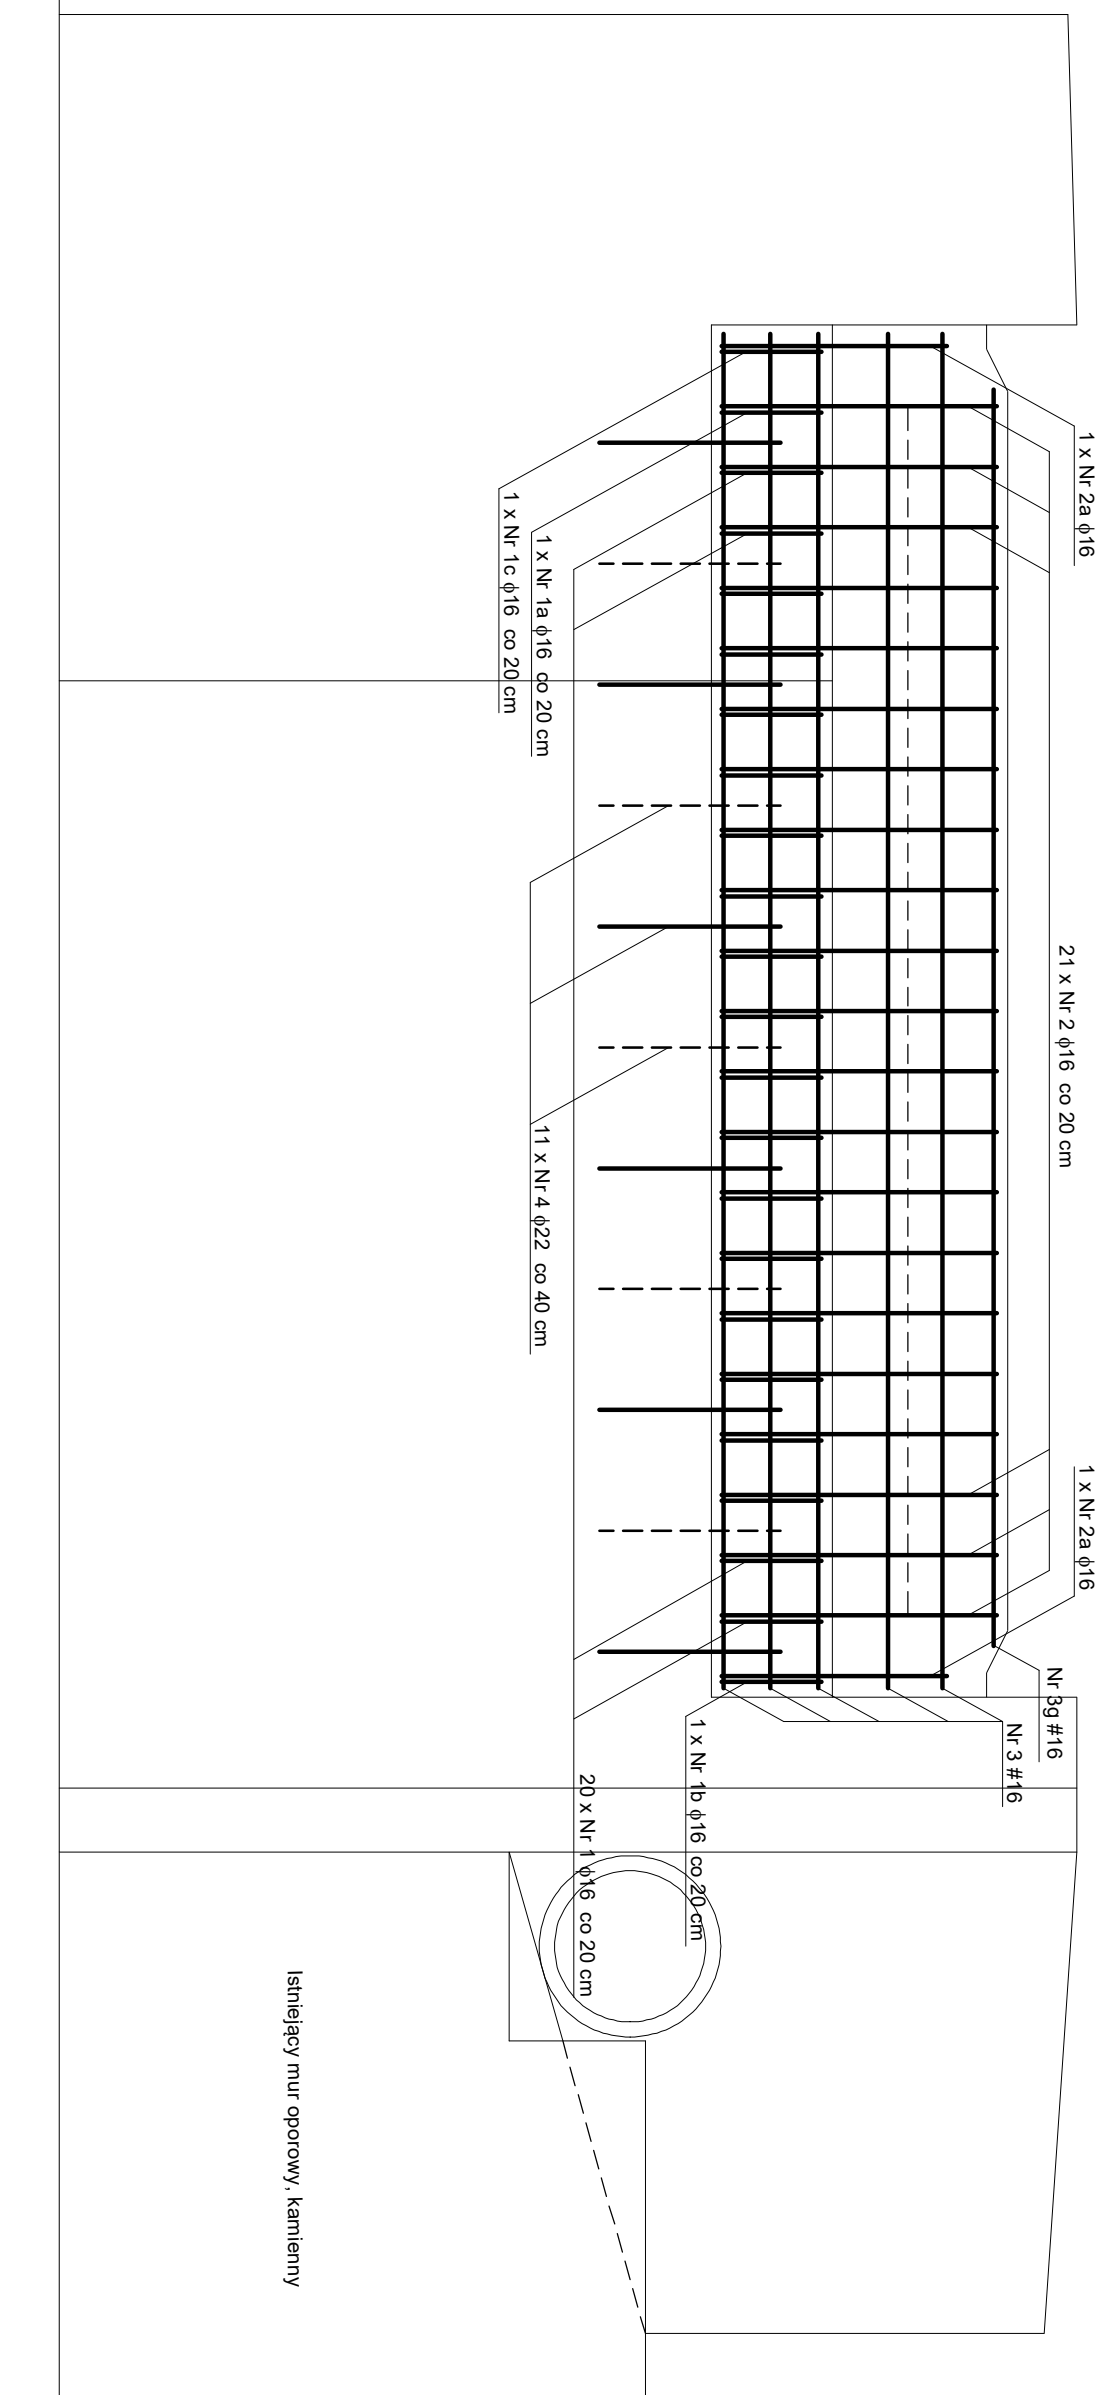 1 x Nr 2a ϕ16
21 x Nr 2 ϕ16 co 20 cm
1 x Nr 2a ϕ16
Nr 3g #16
Nr 3 #16
1 x Nr 1b ϕ16 co 20 cm
20 x Nr 1 ϕ16 co 20 cm
1 x Nr 1a ϕ16 co 20 cm
1 x Nr 1c ϕ16 co 20 cm
11 x Nr 4 ϕ22 co 40 cm
Istniejący mur oporowy, kamienny